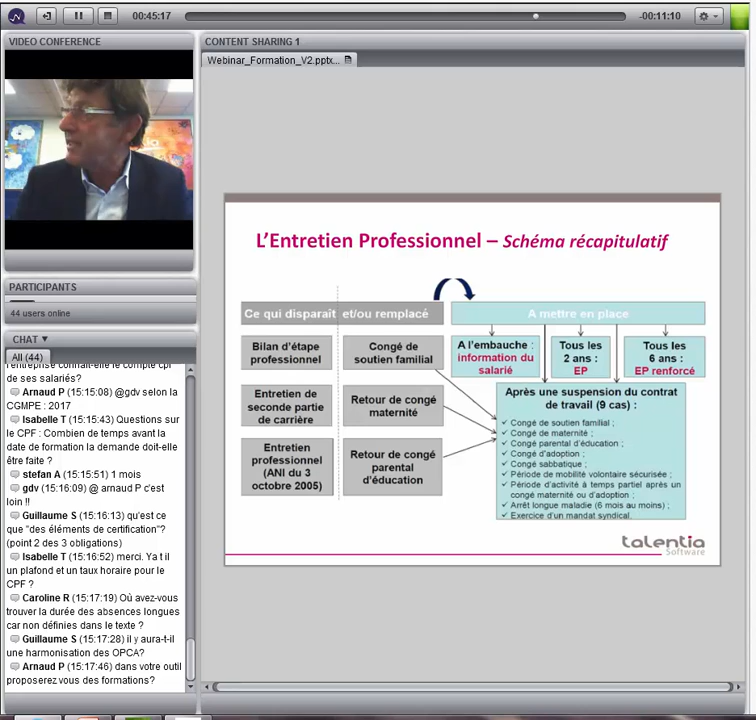 00:45:17
-00:11:10
VIDEO CONFERENCE
PARTICIPANTS
44 users online
CHAT
All (44)
l'entreprise connaît-elle le compte cpf
de ses salariés?
Arnaud P (15:15:08) @gdv selon la
CGMPE : 2017
Isabelle T (15:15:43) Questions sur
le CPF : Combien de temps avant la
date de formation la demande doit-elle
être faite ?
stefan A (15:15:51) 1 mois
gdv (15:16:09) @ arnaud P c'est
loin !!
Guillaume S (15:16:13) qu'est ce
que "des éléments de certification"?
(point 2 des 3 obligations)
Isabelle T (15:16:52) merci. Ya t il
un plafond et un taux horaire pour le
CPF ?
Caroline R (15:17:19) Où avez-vous
trouver la durée des absences longues
car non définies dans le texte ?
Guillaume S (15:17:28) il y aura-t-il
une harmonisation des OPCA?
Arnaud P (15:17:46) dans votre outil
proposerez vous des formations?
CONTENT SHARING 1
Webinar_Formation_V2.pptx...
L'Entretien Professionnel – Schéma récapitulatif
Ce qui disparaît et/ou remplacé
Bilan d'étape
professionnel
Congé de
soutien familial
Entretien de
seconde partie
de carrière
Retour de congé
maternité
Entretien
professionnel
(ANI du 3
octobre 2005)
Retour de congé
parental
d'éducation
A mettre en place
A l'embauche :
information du
salarié
Tous les
2 ans :
EP
Tous les
6 ans :
EP renforcé
Après une suspension du contrat
de travail (9 cas) :
✓ Congé de soutien familial ;
✓ Congé de maternité ;
✓ Congé parental d'éducation ;
✓ Congé d'adoption ;
✓ Congé sabbatique ;
✓ Période de mobilité volontaire sécurisée ;
✓ Période d'activité à temps partiel après un
congé maternité ou d'adoption ;
✓ Arrêt longue maladie (6 mois au moins) ;
✓ Exercice d'un mandat syndical.
talentia
Software